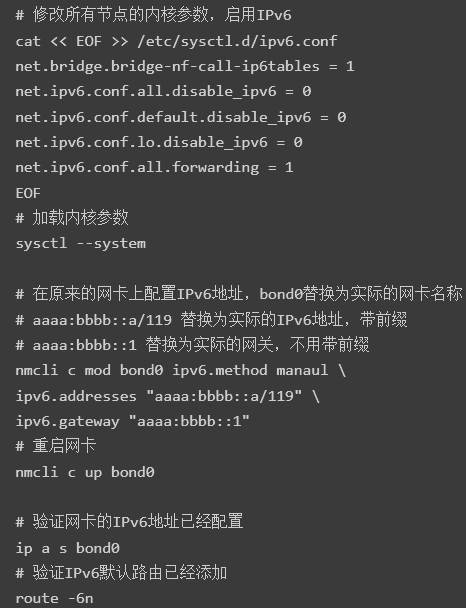 # 修改所有节点的内核参数，启用IPv6
cat << EOF >> /etc/sysctl.d/ipv6.conf
net.bridge.bridge-nf-call-ip6tables = 1
net.ipv6.conf.all.disable_ipv6 = 0
net.ipv6.conf.default.disable_ipv6 = 0
net.ipv6.conf.lo.disable_ipv6 = 0
net.ipv6.conf.all.forwarding = 1
EOF
# 加载内核参数
sysctl --system
# 在原来的网卡上配置IPv6地址，bond0替换为实际的网卡名称
# aaaa:bbbb::a/119 替换为实际的IPv6地址，带前缀
# aaaa:bbbb::1 替换为实际的网关，不用带前缀
nmcli c mod bond0 ipv6.method manaul \
ipv6.addresses "aaaa:bbbb::a/119" \
ipv6.gateway "aaaa:bbbb::1"
# 重启网卡
nmcli c up bond0
# 验证网卡的IPv6地址已经配置
ip a s bond0
# 验证IPv6默认路由已经添加
route -6n